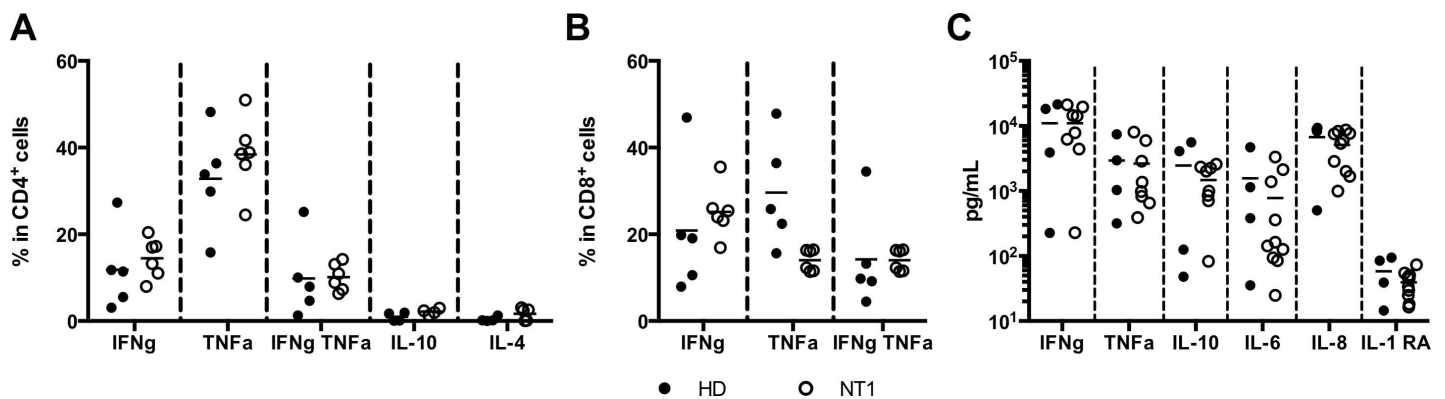 A
% in CD4+ cells
60
40
20
0
IFNg TNFa IFNg TNFa IL-10 IL-4
B
% in CD8+ cells
60
40
20
0
IFNg TNFa IFNg TNFa
C
pg/mL
10^5
10^4
10^3
10^2
10^1
IFNg TNFa IL-10 IL-6 IL-8 IL-1 RA
HD NT1